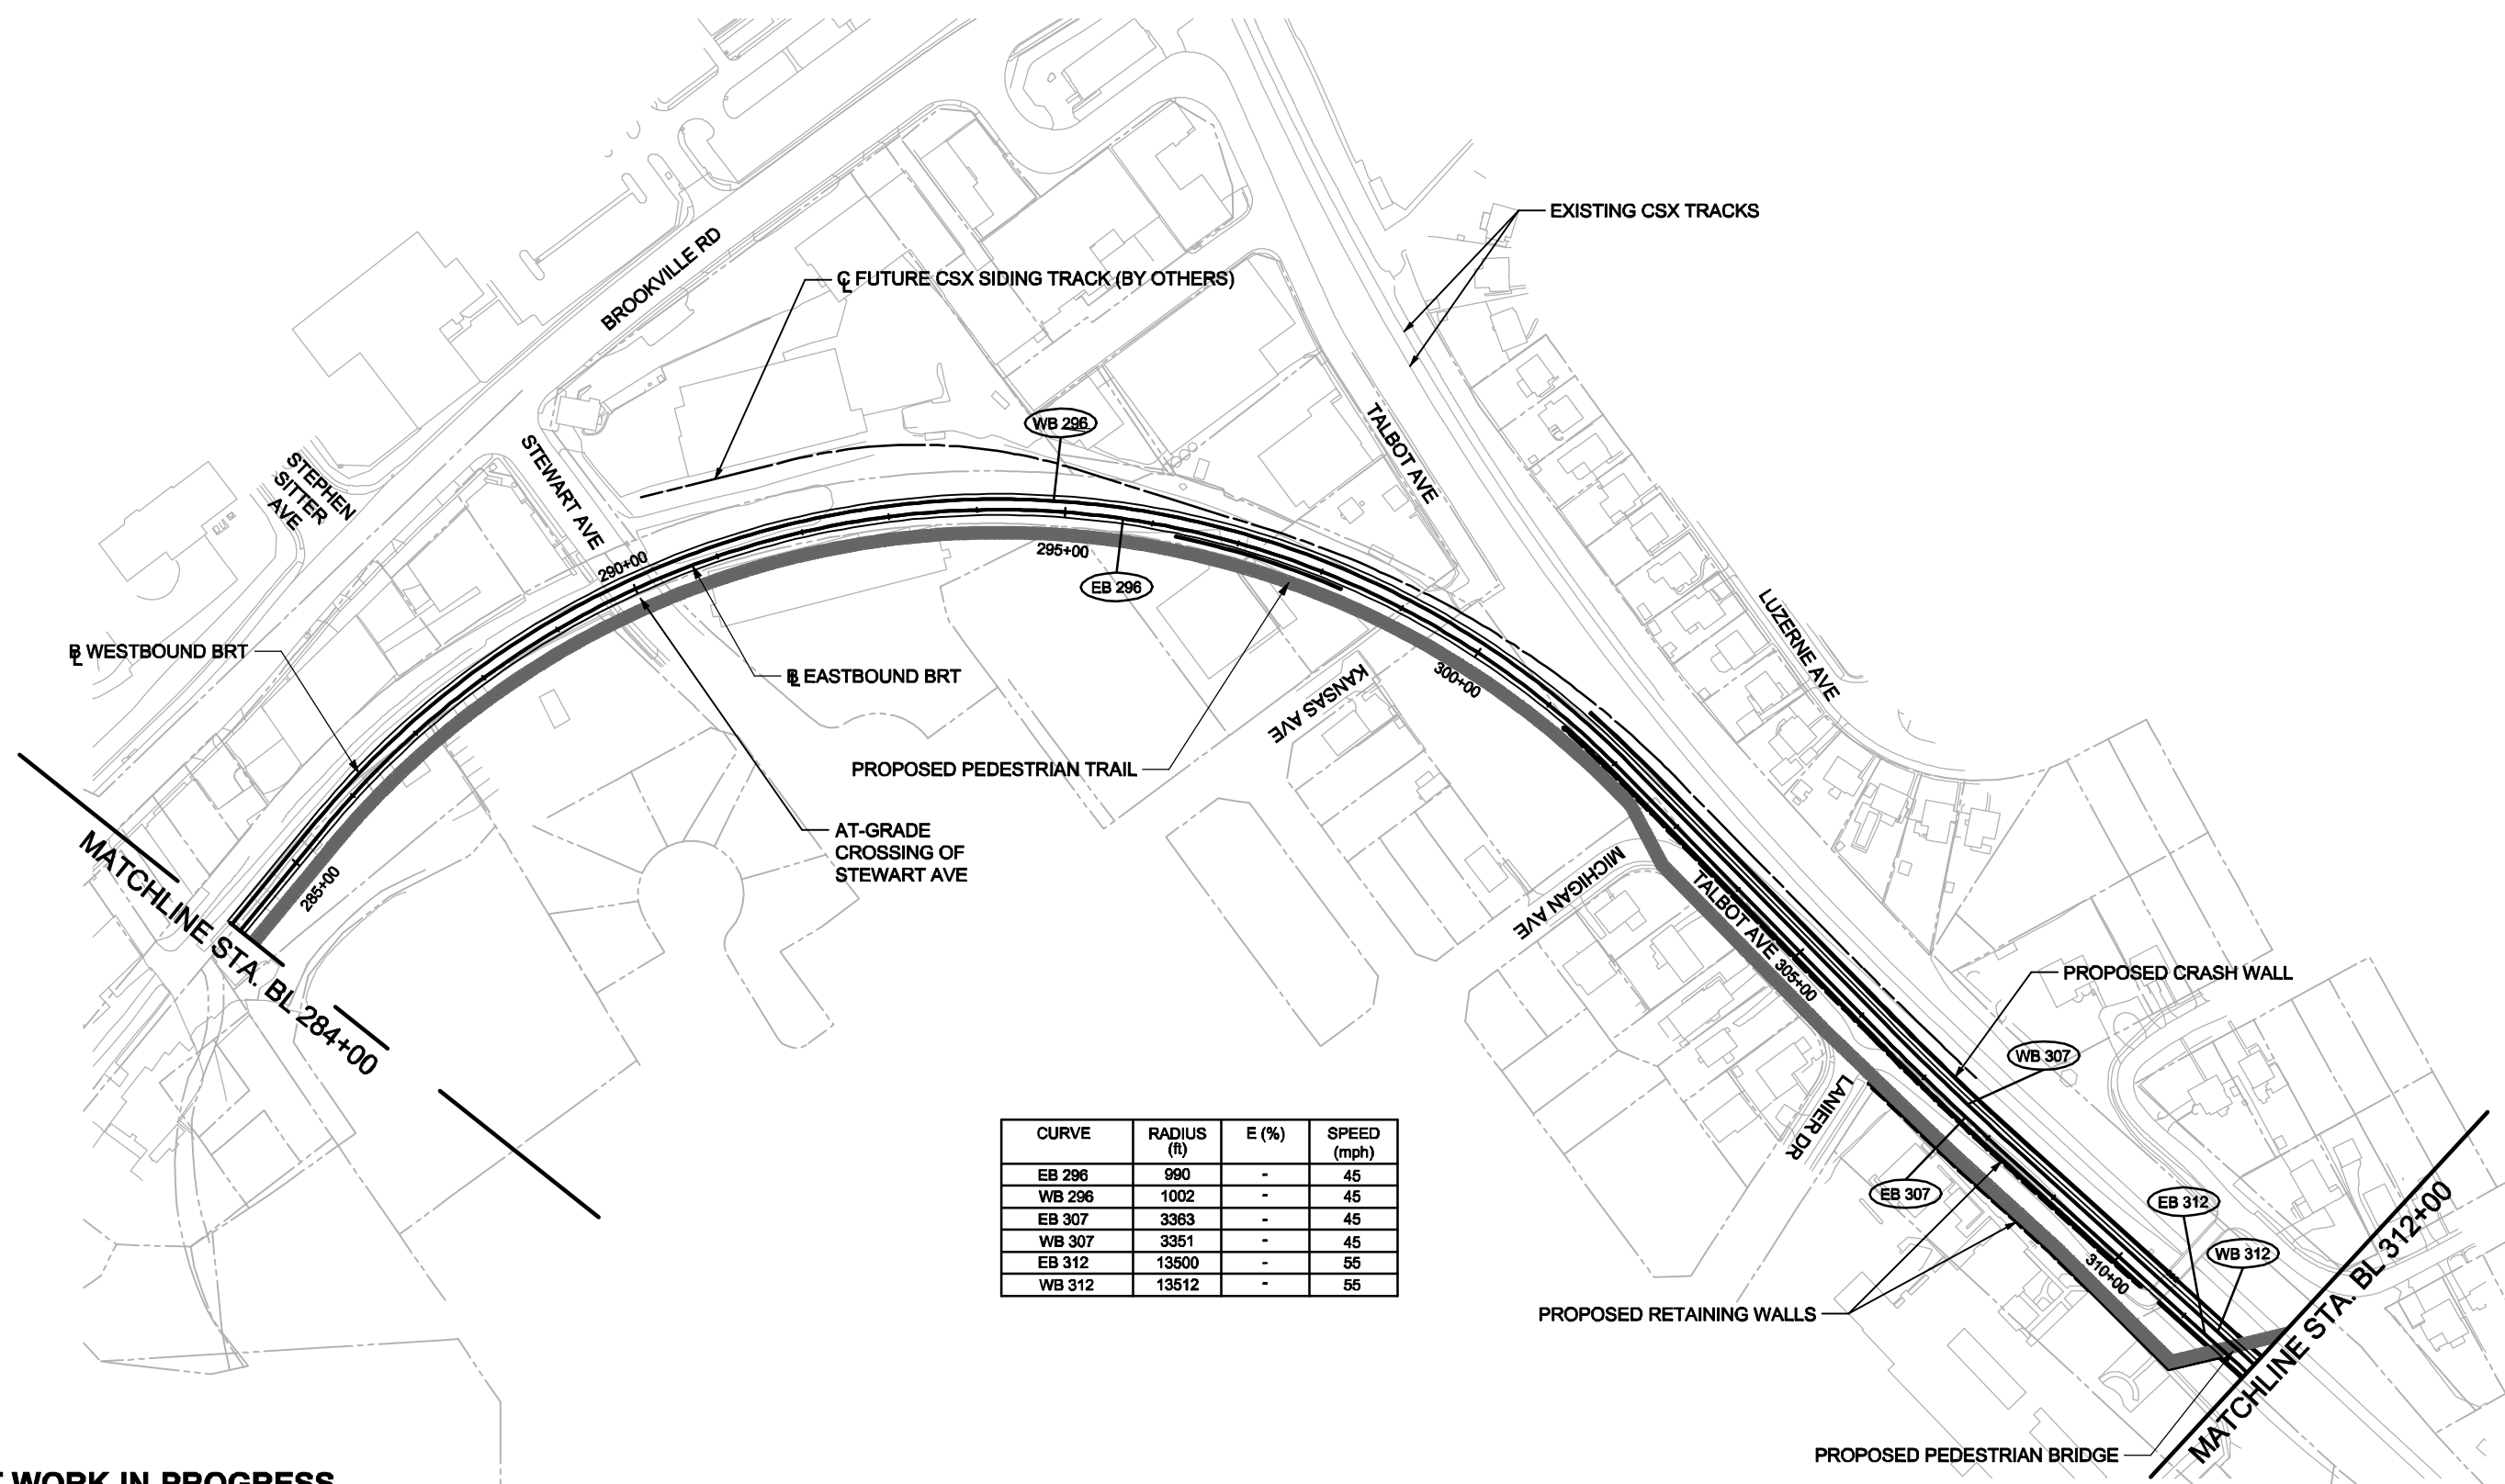 EXISTING CSX TRACKS
BROOKVILLE RD
℄ FUTURE CSX SIDING TRACK (BY OTHERS)
WB 296
TALBOT AVE
STEPHEN
SITTER
AVE
STEWART AVE
290+00
295+00
EB 296
LUZERNE AVE
BL WESTBOUND BRT
BL EASTBOUND BRT
KANSAS AVE
300+00
PROPOSED PEDESTRIAN TRAIL
AT-GRADE
CROSSING OF
STEWART AVE
MATCHLINE STA. BL 284+00
285+00
MICHIGAN AVE
TALBOT AVE
305+00
PROPOSED CRASH WALL
WB 307
LANIER DR
EB 307
EB 312
WB 312
310+00
MATCHLINE STA. BL 312+00
CURVE RADIUS (ft) E (%) SPEED (mph)
EB 296 990 - 45
WB 296 1002 - 45
EB 307 3363 - 45
WB 307 3351 - 45
EB 312 13500 - 55
WB 312 13512 - 55
PROPOSED RETAINING WALLS
PROPOSED PEDESTRIAN BRIDGE
WORK IN PROGRESS